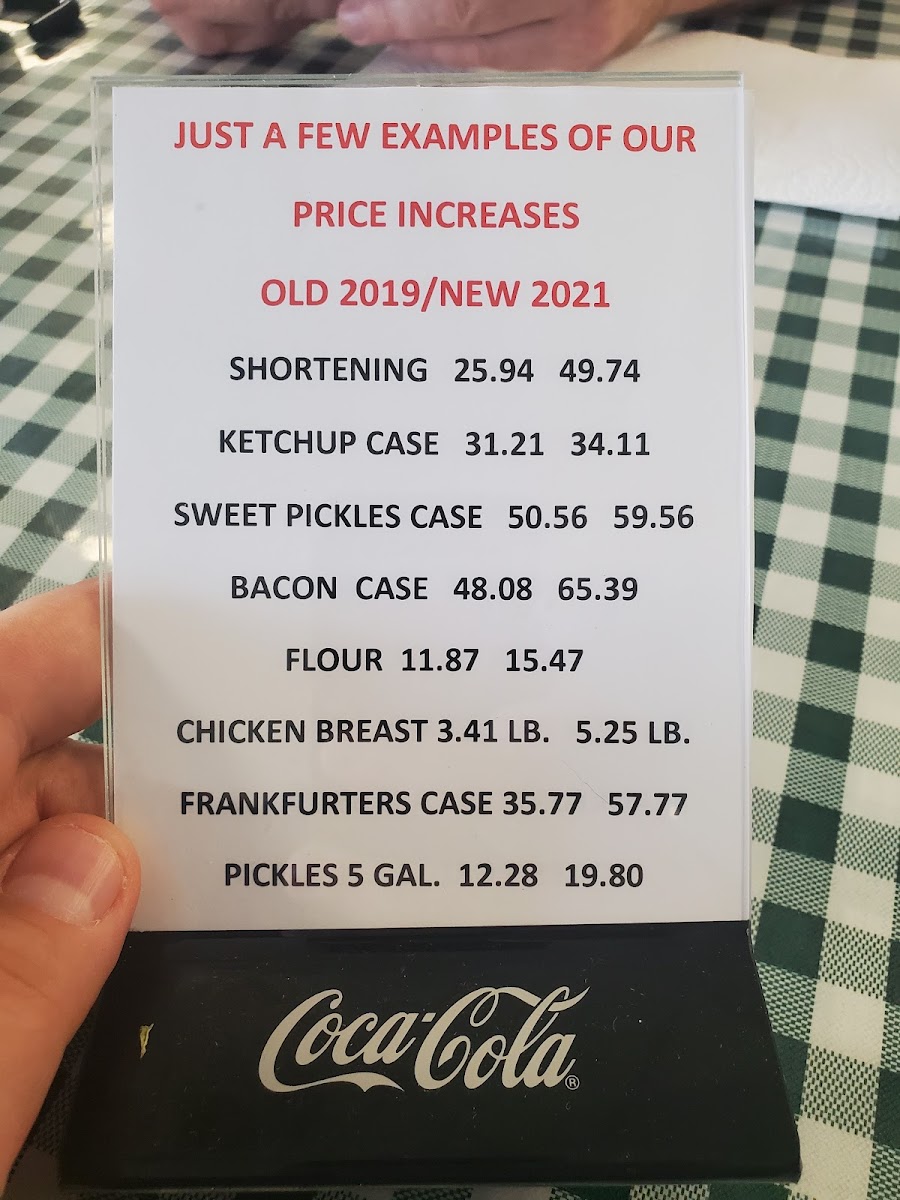 JUST A FEW EXAMPLES OF OUR
PRICE INCREASES
OLD 2019/NEW 2021
SHORTENING 25.94 49.74
KETCHUP CASE 31.21 34.11
SWEET PICKLES CASE 50.56 59.56
BACON CASE 48.08 65.39
FLOUR 11.87 15.47
CHICKEN BREAST 3.41 LB. 5.25 LB.
FRANKFURTERS CASE 35.77 57.77
PICKLES 5 GAL. 12.28 19.80
Coca-Cola®